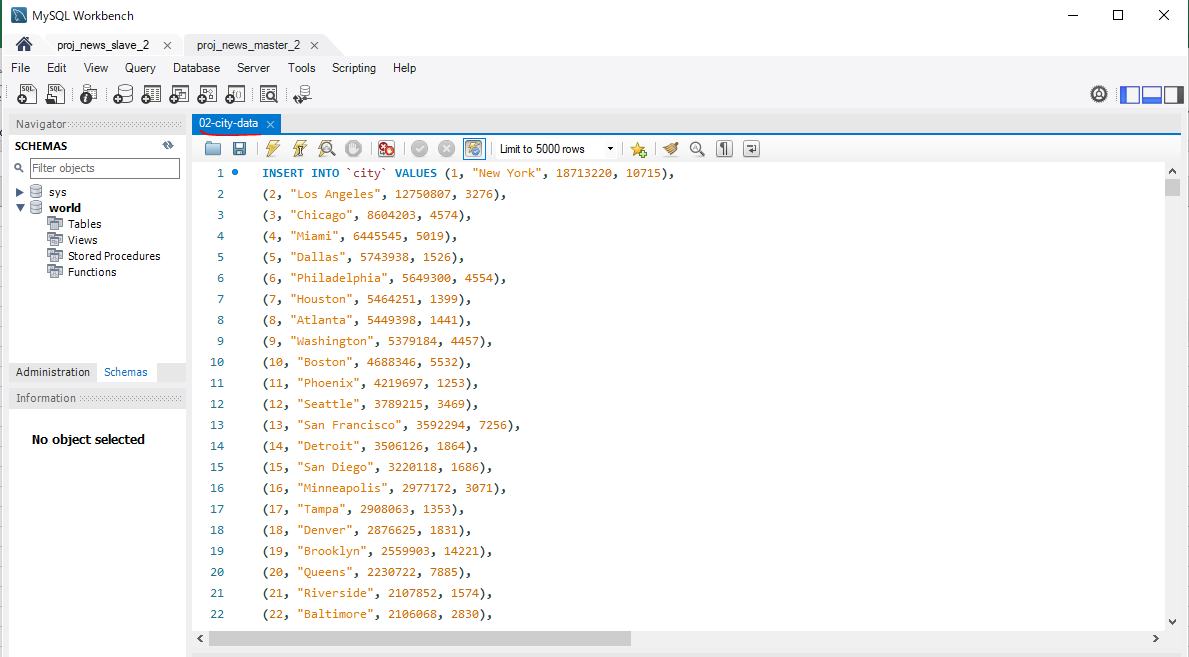 MySQL Workbench
proj_news_slave_2
proj_news_master_2
File Edit View Query Database Server Tools Scripting Help
Navigator
SCHEMAS
Filter objects
sys
world
Tables
Views
Stored Procedures
Functions
Administration Schemas
Information
No object selected
02-city-data
Limit to 5000 rows
1 INSERT INTO `city` VALUES (1, "New York", 18713220, 10715),
2 (2, "Los Angeles", 12750807, 3276),
3 (3, "Chicago", 8604203, 4574),
4 (4, "Miami", 6445545, 5019),
5 (5, "Dallas", 5743938, 1526),
6 (6, "Philadelphia", 5649300, 4554),
7 (7, "Houston", 5464251, 1399),
8 (8, "Atlanta", 5449398, 1441),
9 (9, "Washington", 5379184, 4457),
10 (10, "Boston", 4688346, 5532),
11 (11, "Phoenix", 4219697, 1253),
12 (12, "Seattle", 3789215, 3469),
13 (13, "San Francisco", 3592294, 7256),
14 (14, "Detroit", 3506126, 1864),
15 (15, "San Diego", 3220118, 1686),
16 (16, "Minneapolis", 2977172, 3071),
17 (17, "Tampa", 2908063, 1353),
18 (18, "Denver", 2876625, 1831),
19 (19, "Brooklyn", 2559903, 14221),
20 (20, "Queens", 2230722, 7885),
21 (21, "Riverside", 2107852, 1574),
22 (22, "Baltimore", 2106068, 2830),